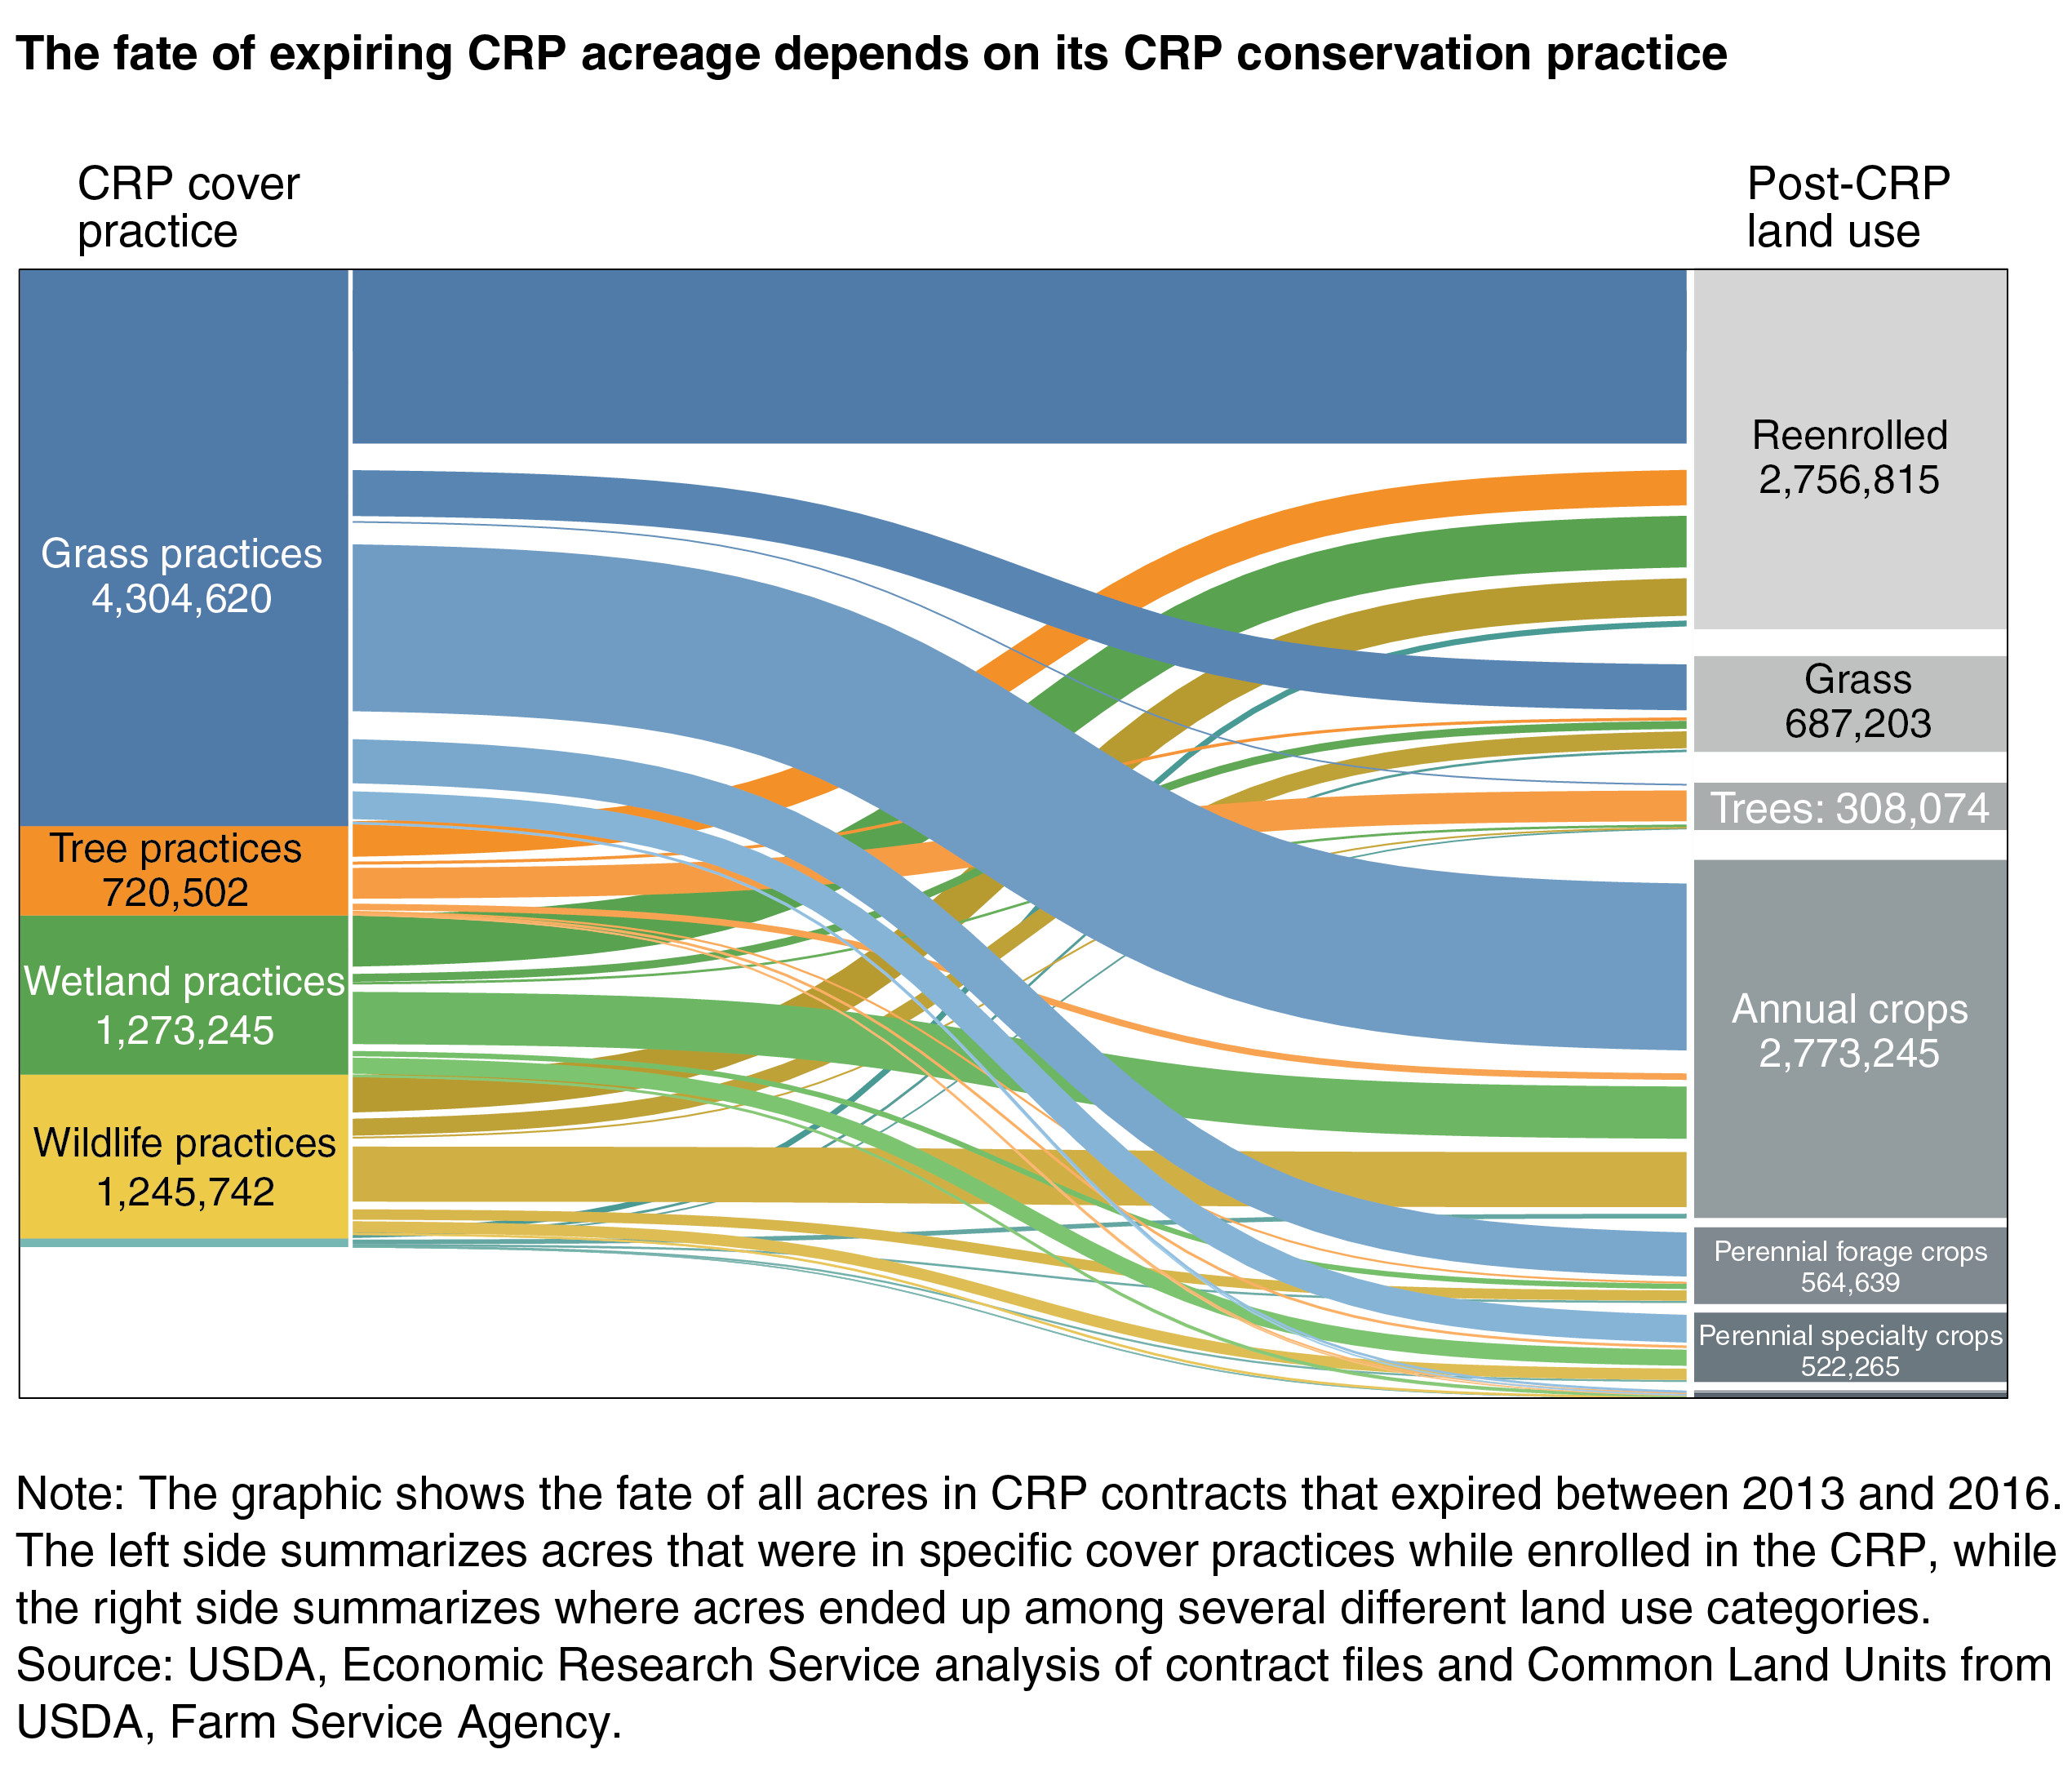 The fate of expiring CRP acreage depends on its CRP conservation practice
CRP cover
practice
Post-CRP
land use
Grass practices
4,304,620
Tree practices
720,502
Wetland practices
1,273,245
Wildlife practices
1,245,742
Reenrolled
2,756,815
Grass
687,203
Trees: 308,074
Annual crops
2,773,245
Perennial forage crops
564,639
Perennial specialty crops
522,265
Note: The graphic shows the fate of all acres in CRP contracts that expired between 2013 and 2016.
The left side summarizes acres that were in specific cover practices while enrolled in the CRP, while
the right side summarizes where acres ended up among several different land use categories.
Source: USDA, Economic Research Service analysis of contract files and Common Land Units from
USDA, Farm Service Agency.